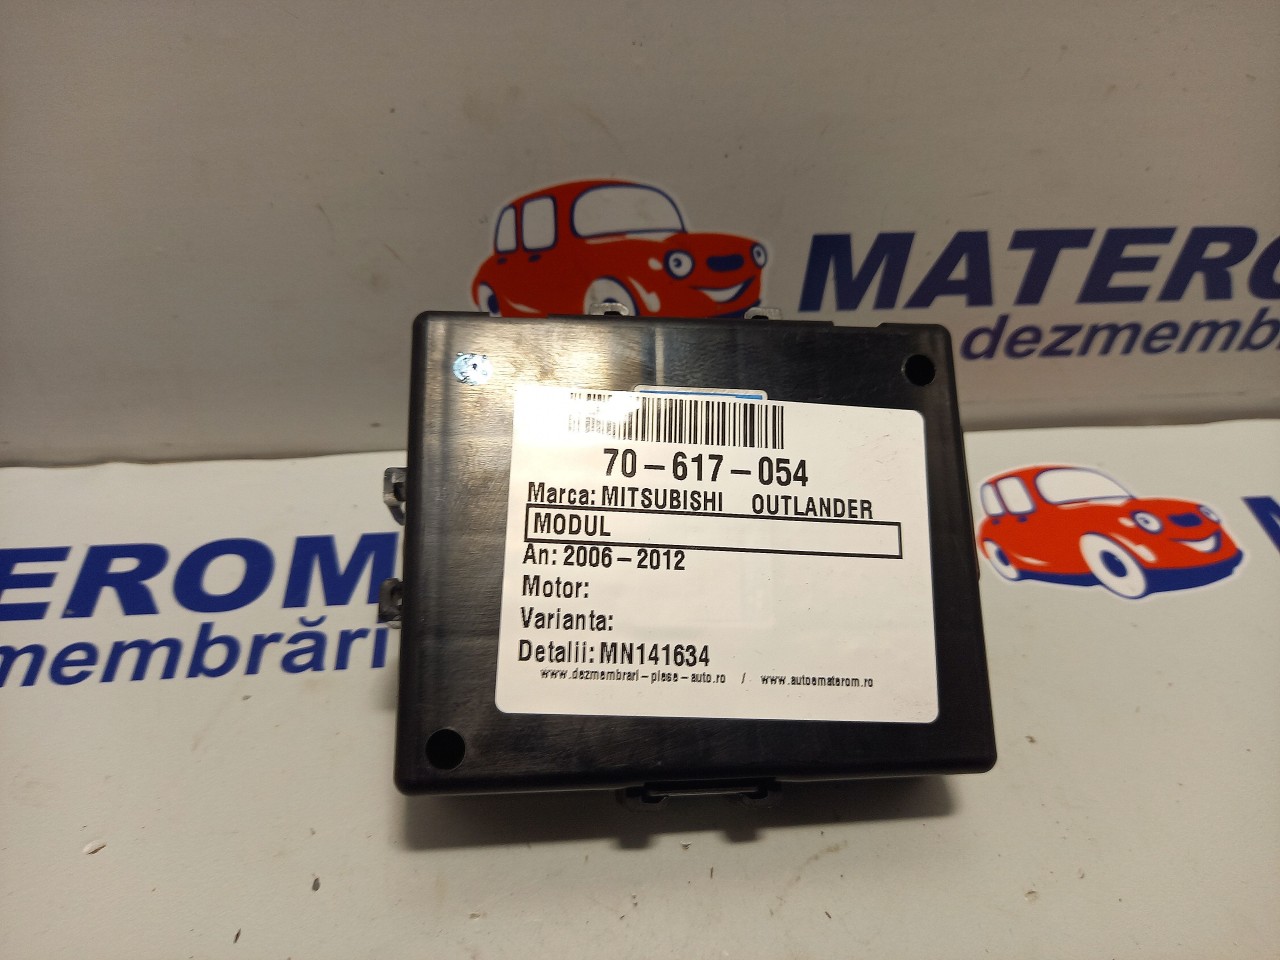 MATERO
dezmembr
70-617-054
Marca: MITSUBISHI OUTLANDER
MODUL
An: 2006-2012
Motor:
Varianta:
Detalii: MN141634
www.dezmembrari-piese-auto.ro / www.automaterom.ro
EROM
membrări